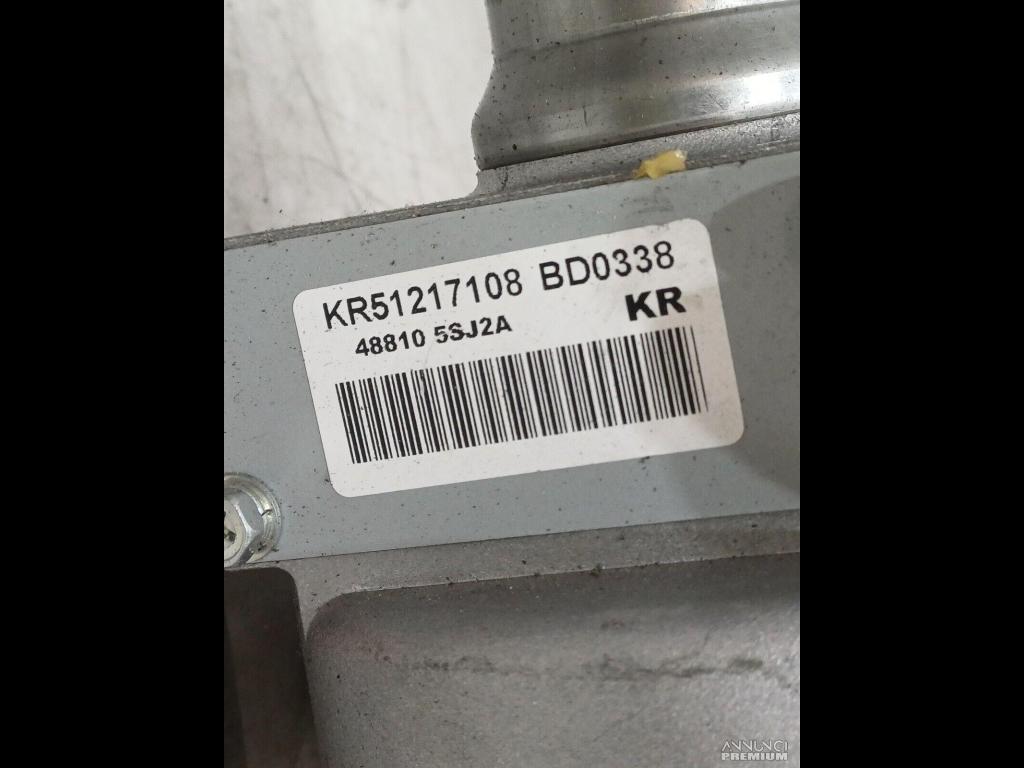 KR51217108 BD0338
48810 5SJ2A
KR
ANNUNCI
PREMIUM